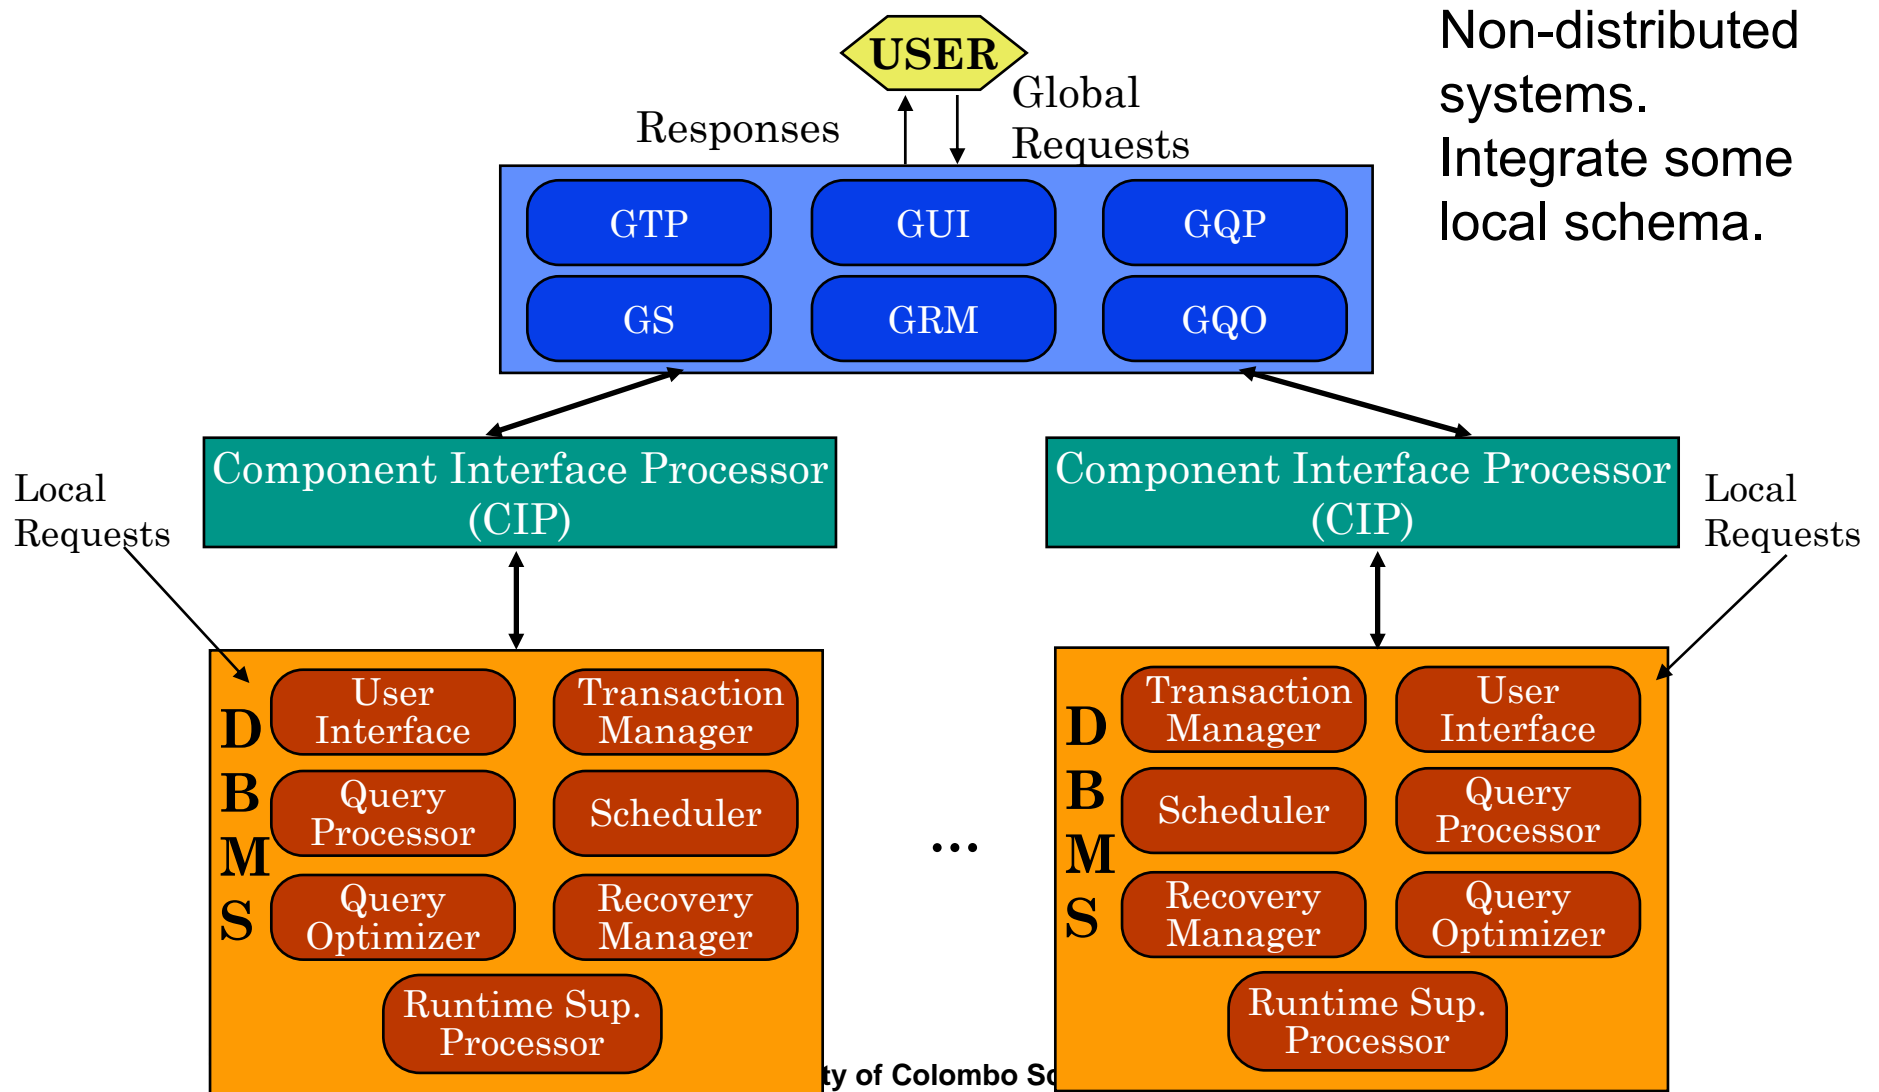 USER
Responses
Global
Requests
Non-distributed
systems.
Integrate some
local schema.
GTP
GUI
GQP
GS
GRM
GQO
Local
Requests
Component Interface Processor
(CIP)
Component Interface Processor
(CIP)
Local
Requests
D
B
M
S
User
Interface
Transaction
Manager
Query
Processor
Scheduler
Query
Optimizer
Recovery
Manager
Runtime Sup.
Processor
...
D
B
M
S
Transaction
Manager
User
Interface
Scheduler
Query
Processor
Recovery
Manager
Query
Optimizer
Runtime Sup.
Processor
of Colombo